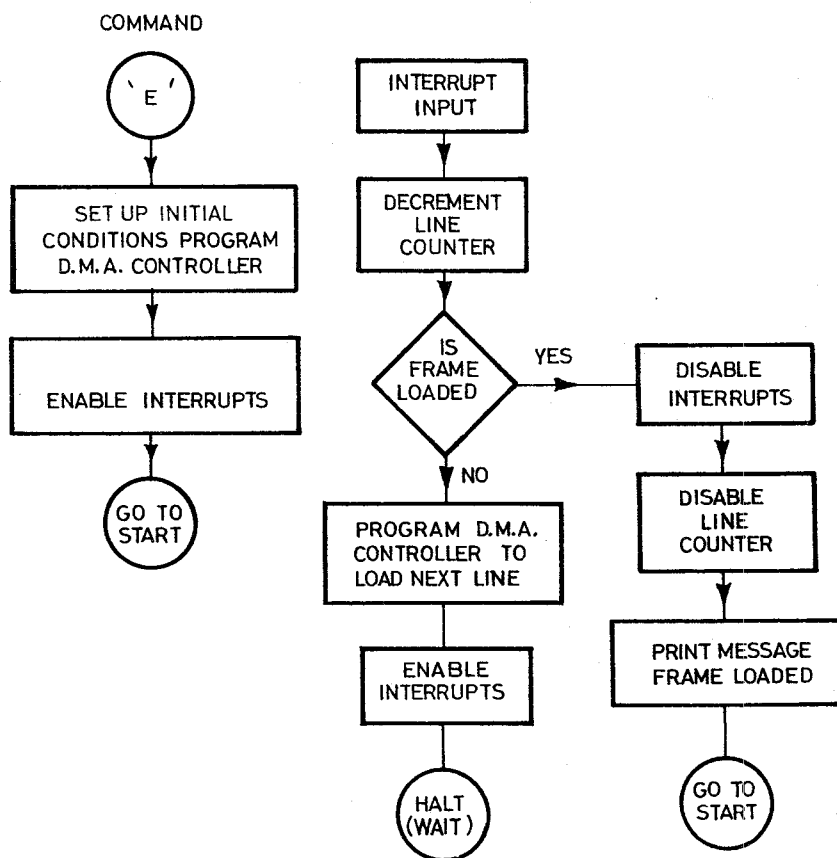 COMMAND
'E'
SET UP INITIAL
CONDITIONS PROGRAM
D.M.A. CONTROLLER
ENABLE INTERRUPTS
GO TO
START
INTERRUPT
INPUT
DECREMENT
LINE
COUNTER
IS
FRAME
LOADED
YES
NO
PROGRAM D.M.A.
CONTROLLER TO
LOAD NEXT LINE
ENABLE
INTERRUPTS
HALT
(WAIT)
DISABLE
INTERRUPTS
DISABLE
LINE
COUNTER
PRINT MESSAGE
FRAME LOADED
GO TO
START